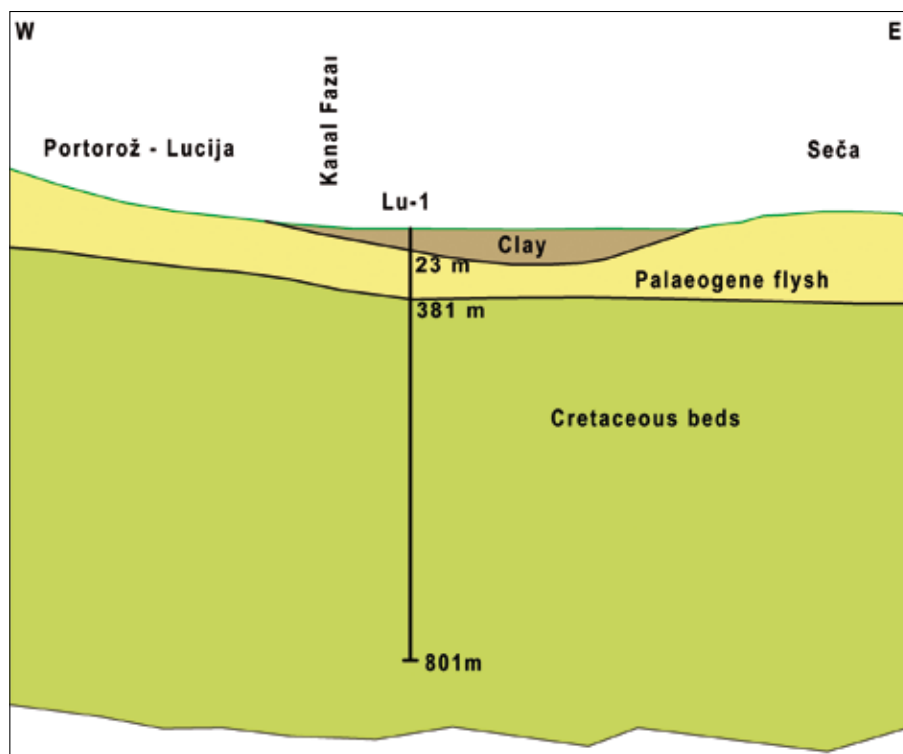 W
E
Kanal Fazaı
Portorož - Lucija
Seča
Lu-1
Clay
23 m
Palaeogene flysh
381 m
Cretaceous beds
801m